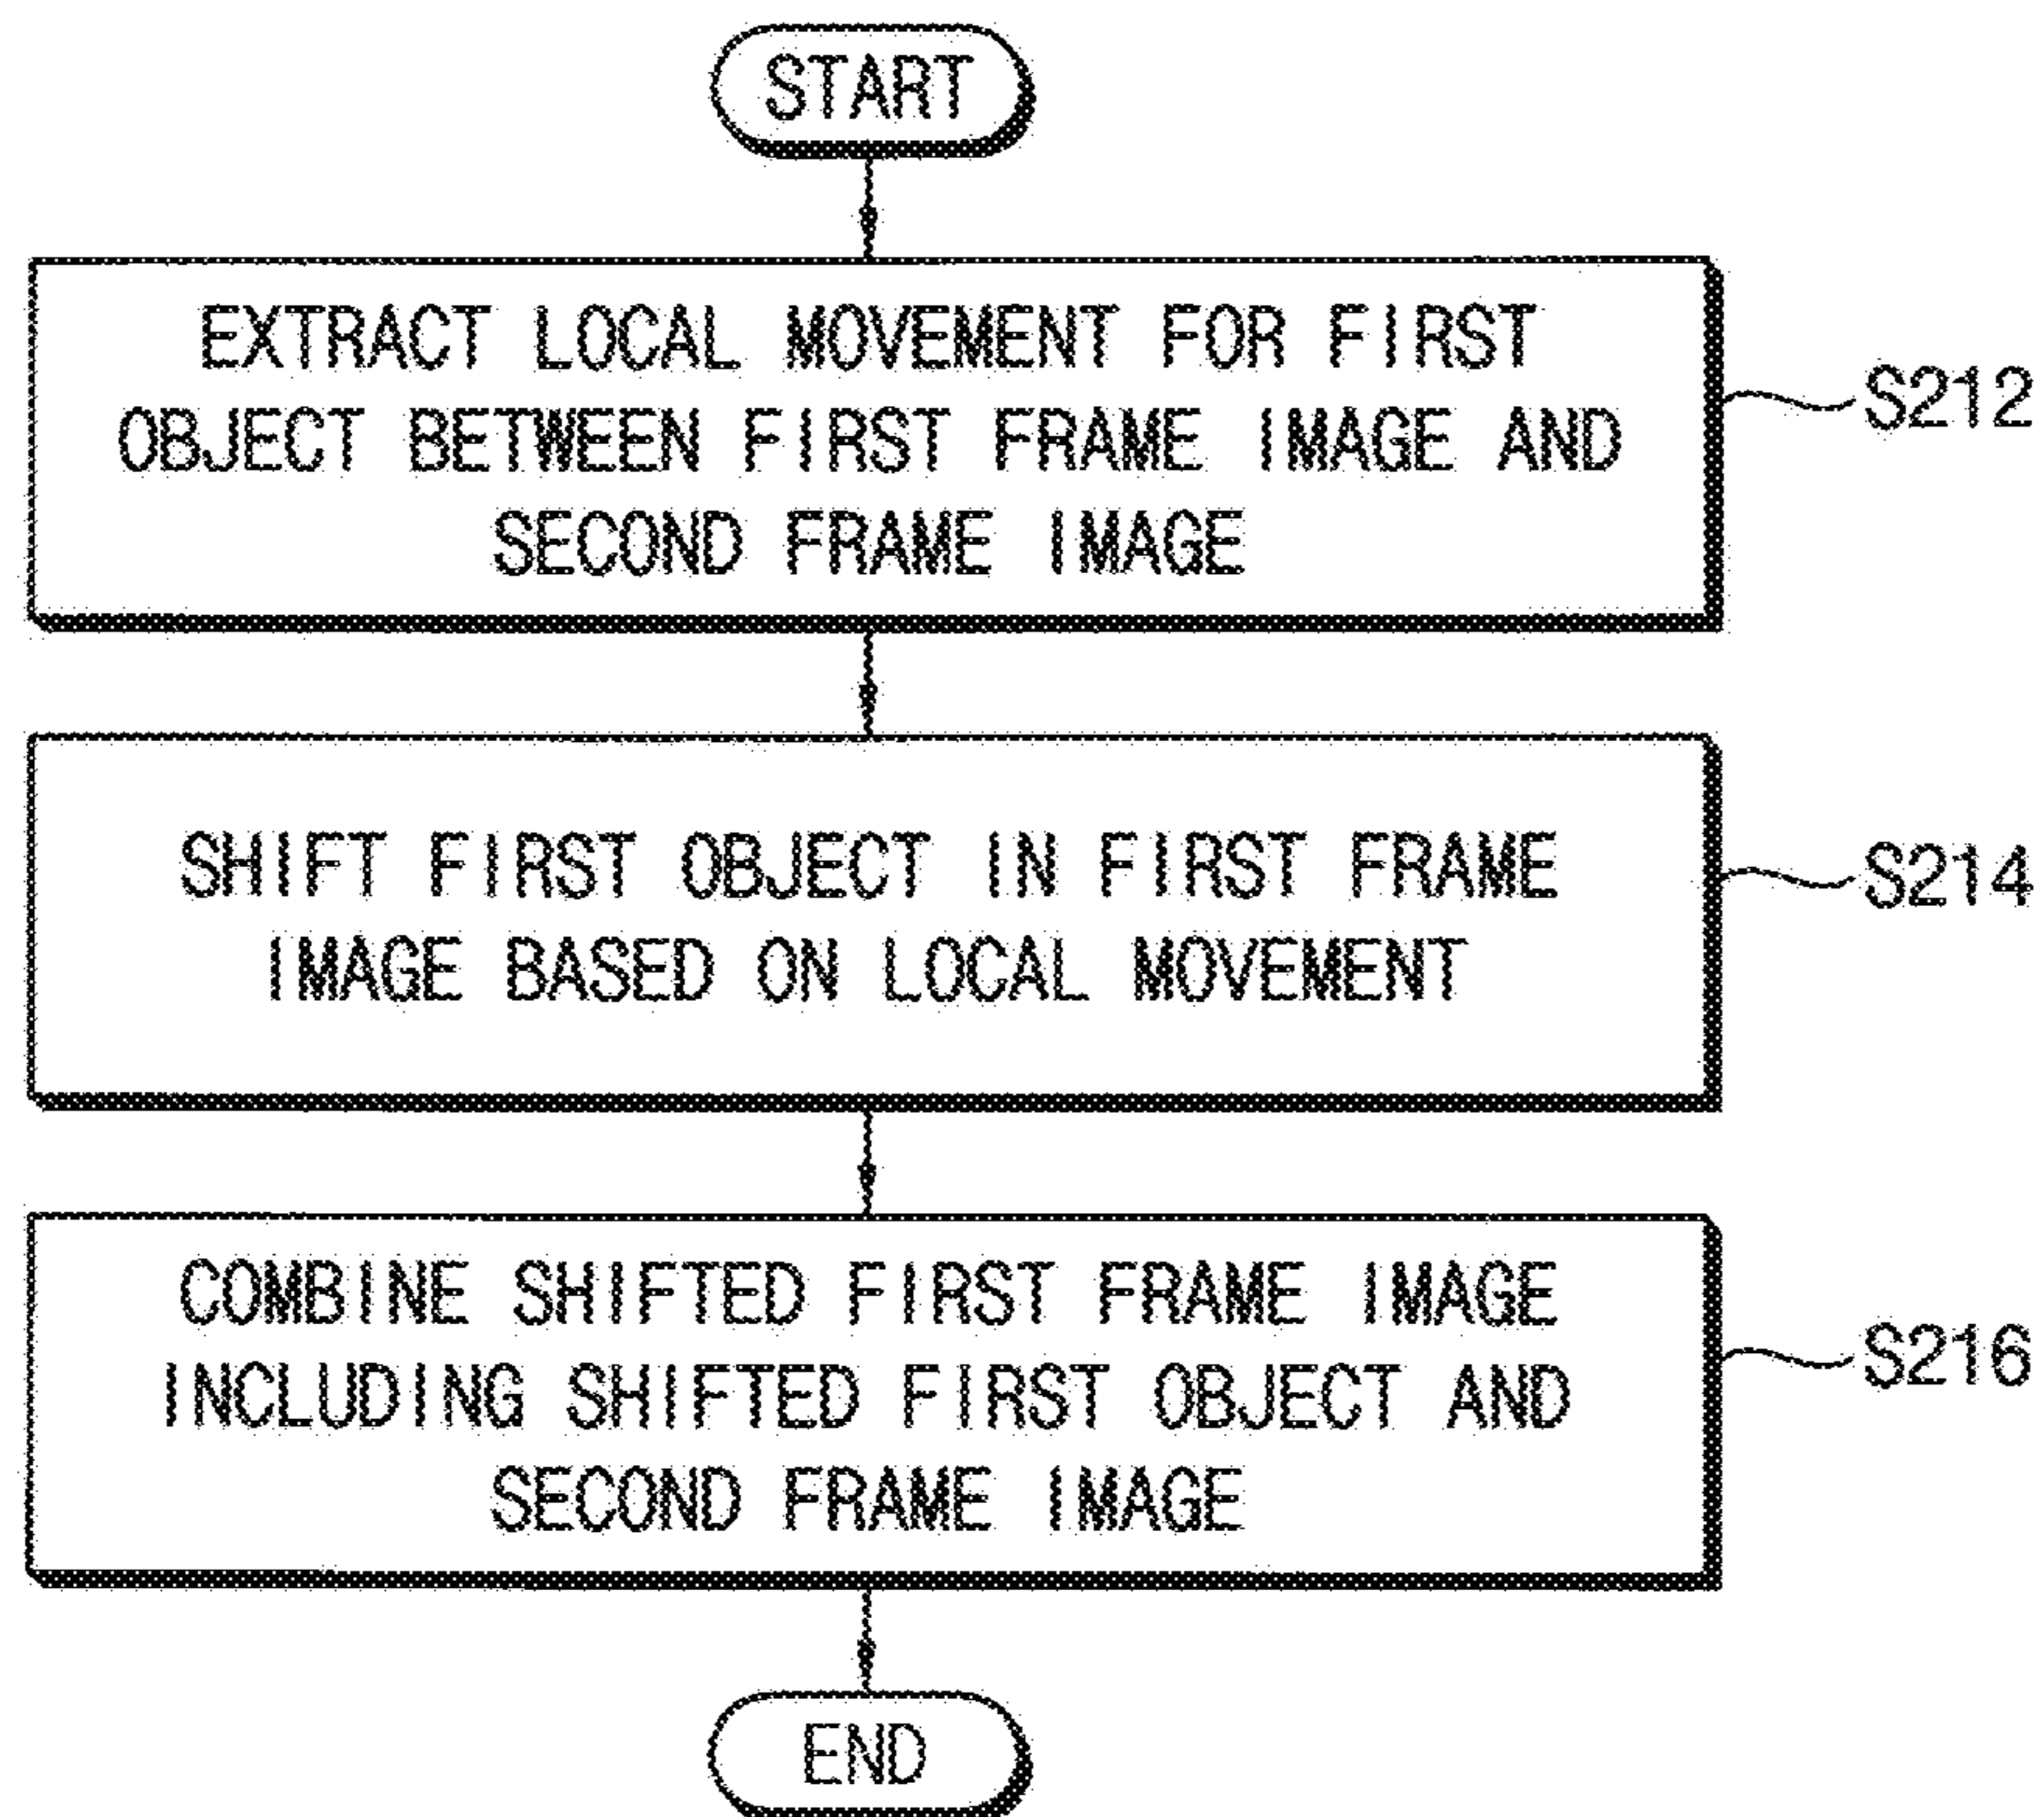 START
EXTRACT LOCAL MOVEMENT FOR FIRST
OBJECT BETWEEN FIRST FRAME IMAGE AND
SECOND FRAME IMAGE
S212
SHIFT FIRST OBJECT IN FIRST FRAME
IMAGE BASED ON LOCAL MOVEMENT
S214
COMBINE SHIFTED FIRST FRAME IMAGE
INCLUDING SHIFTED FIRST OBJECT AND
SECOND FRAME IMAGE
S216
END